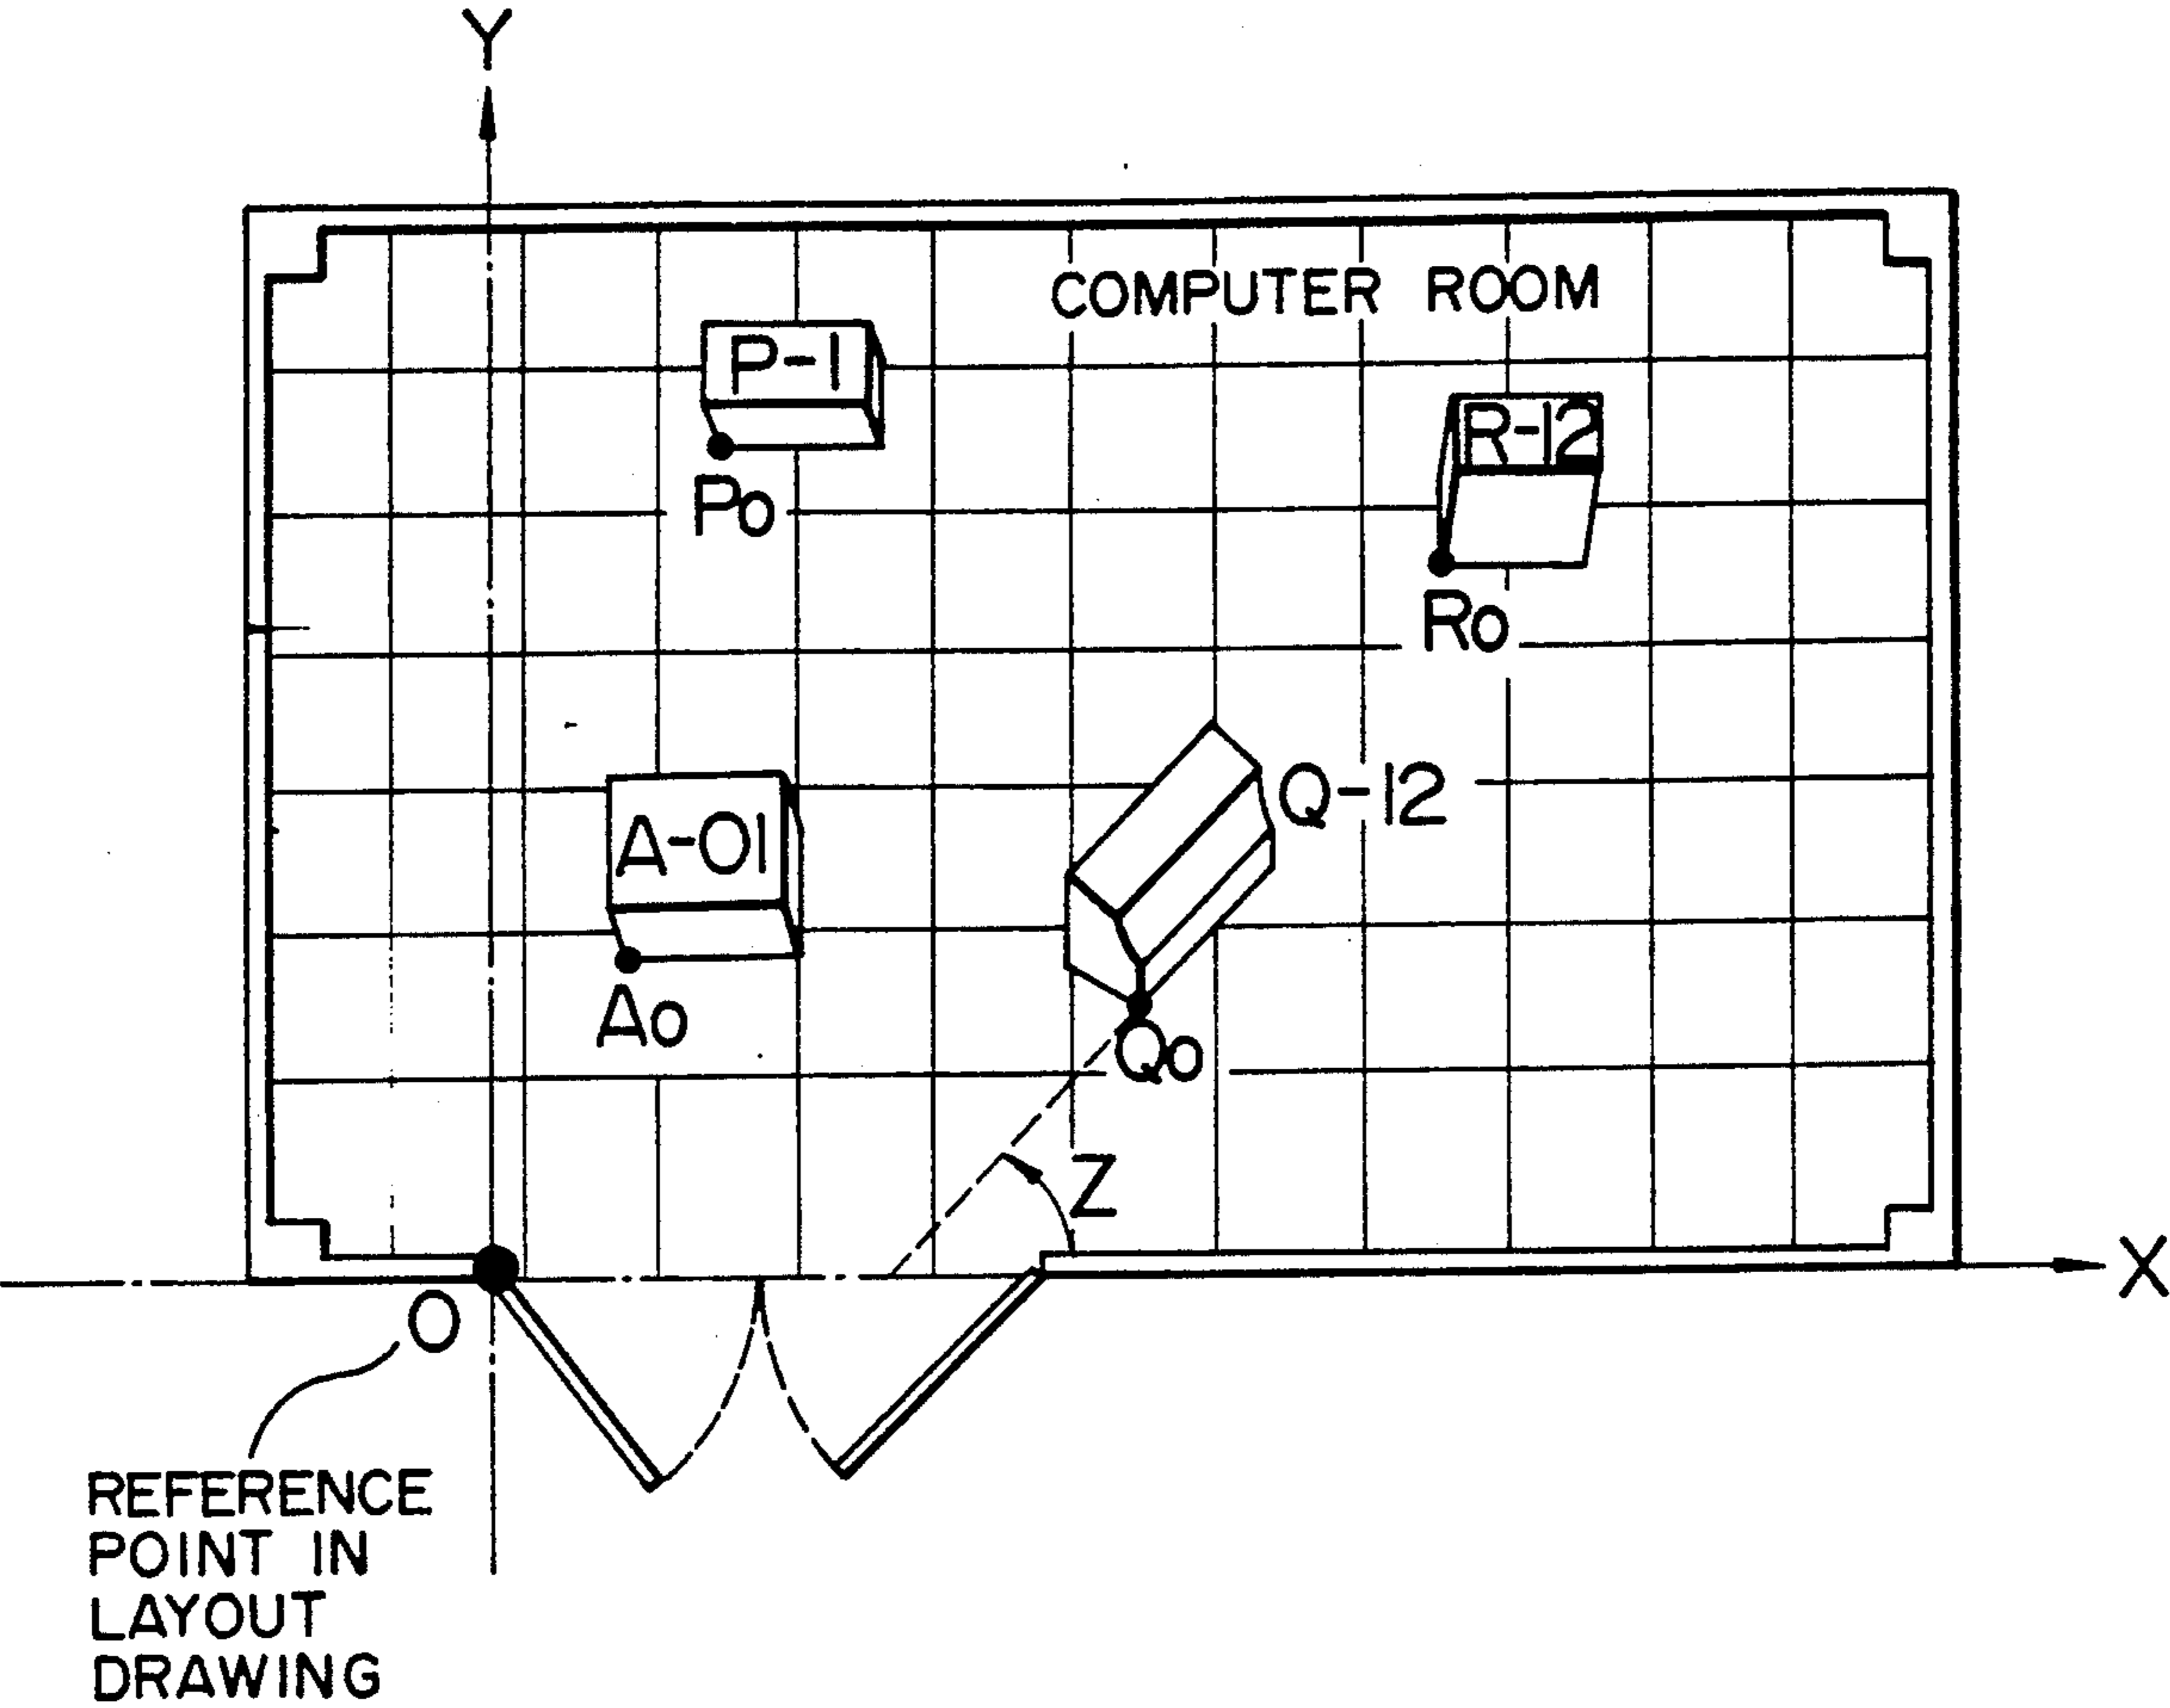 Y
COMPUTER ROOM
P-1
R-12
Po
Ro
Q-12
A-01
Ao
Qo
Z
X
O
REFERENCE
POINT IN
LAYOUT
DRAWING